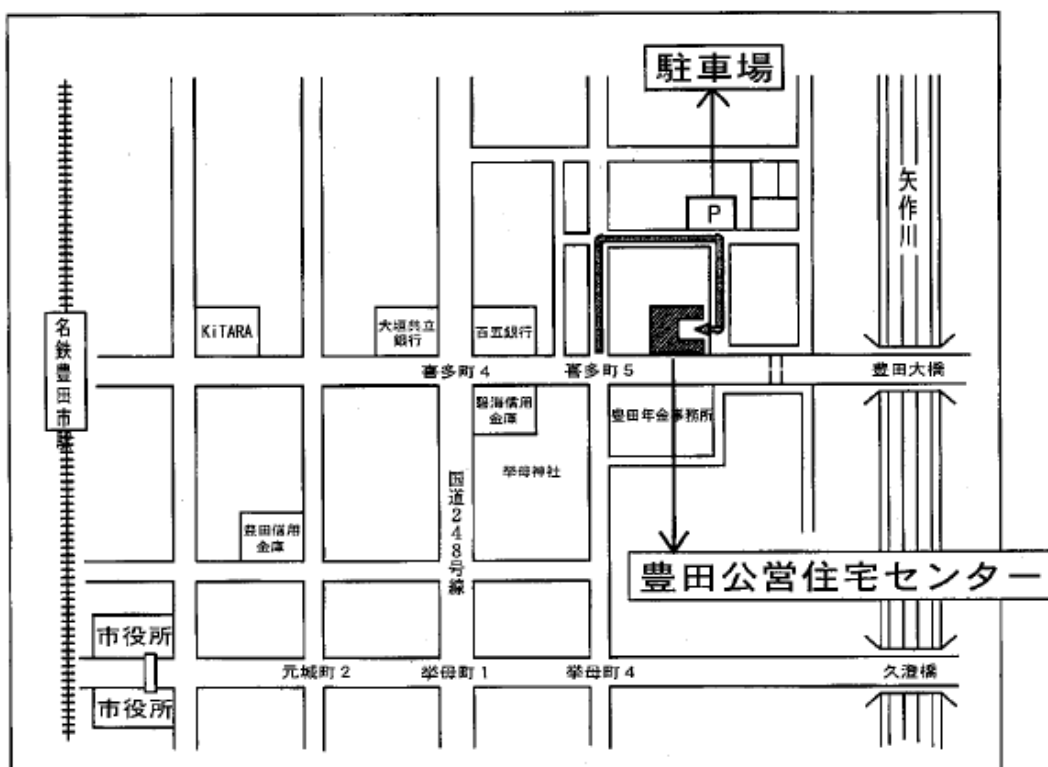 駐車場
矢作川
P
名鉄豊田市駅
KiTARA
大垣共立
銀行
百五銀行
喜多町4
喜多町5
豊田大橋
碧海信用
金庫
豊田年金事務所
挙母神社
国道248号線
豊田信用
金庫
豊田公営住宅センター
市役所
元城町2
挙母町1
挙母町4
久澄橋
市役所